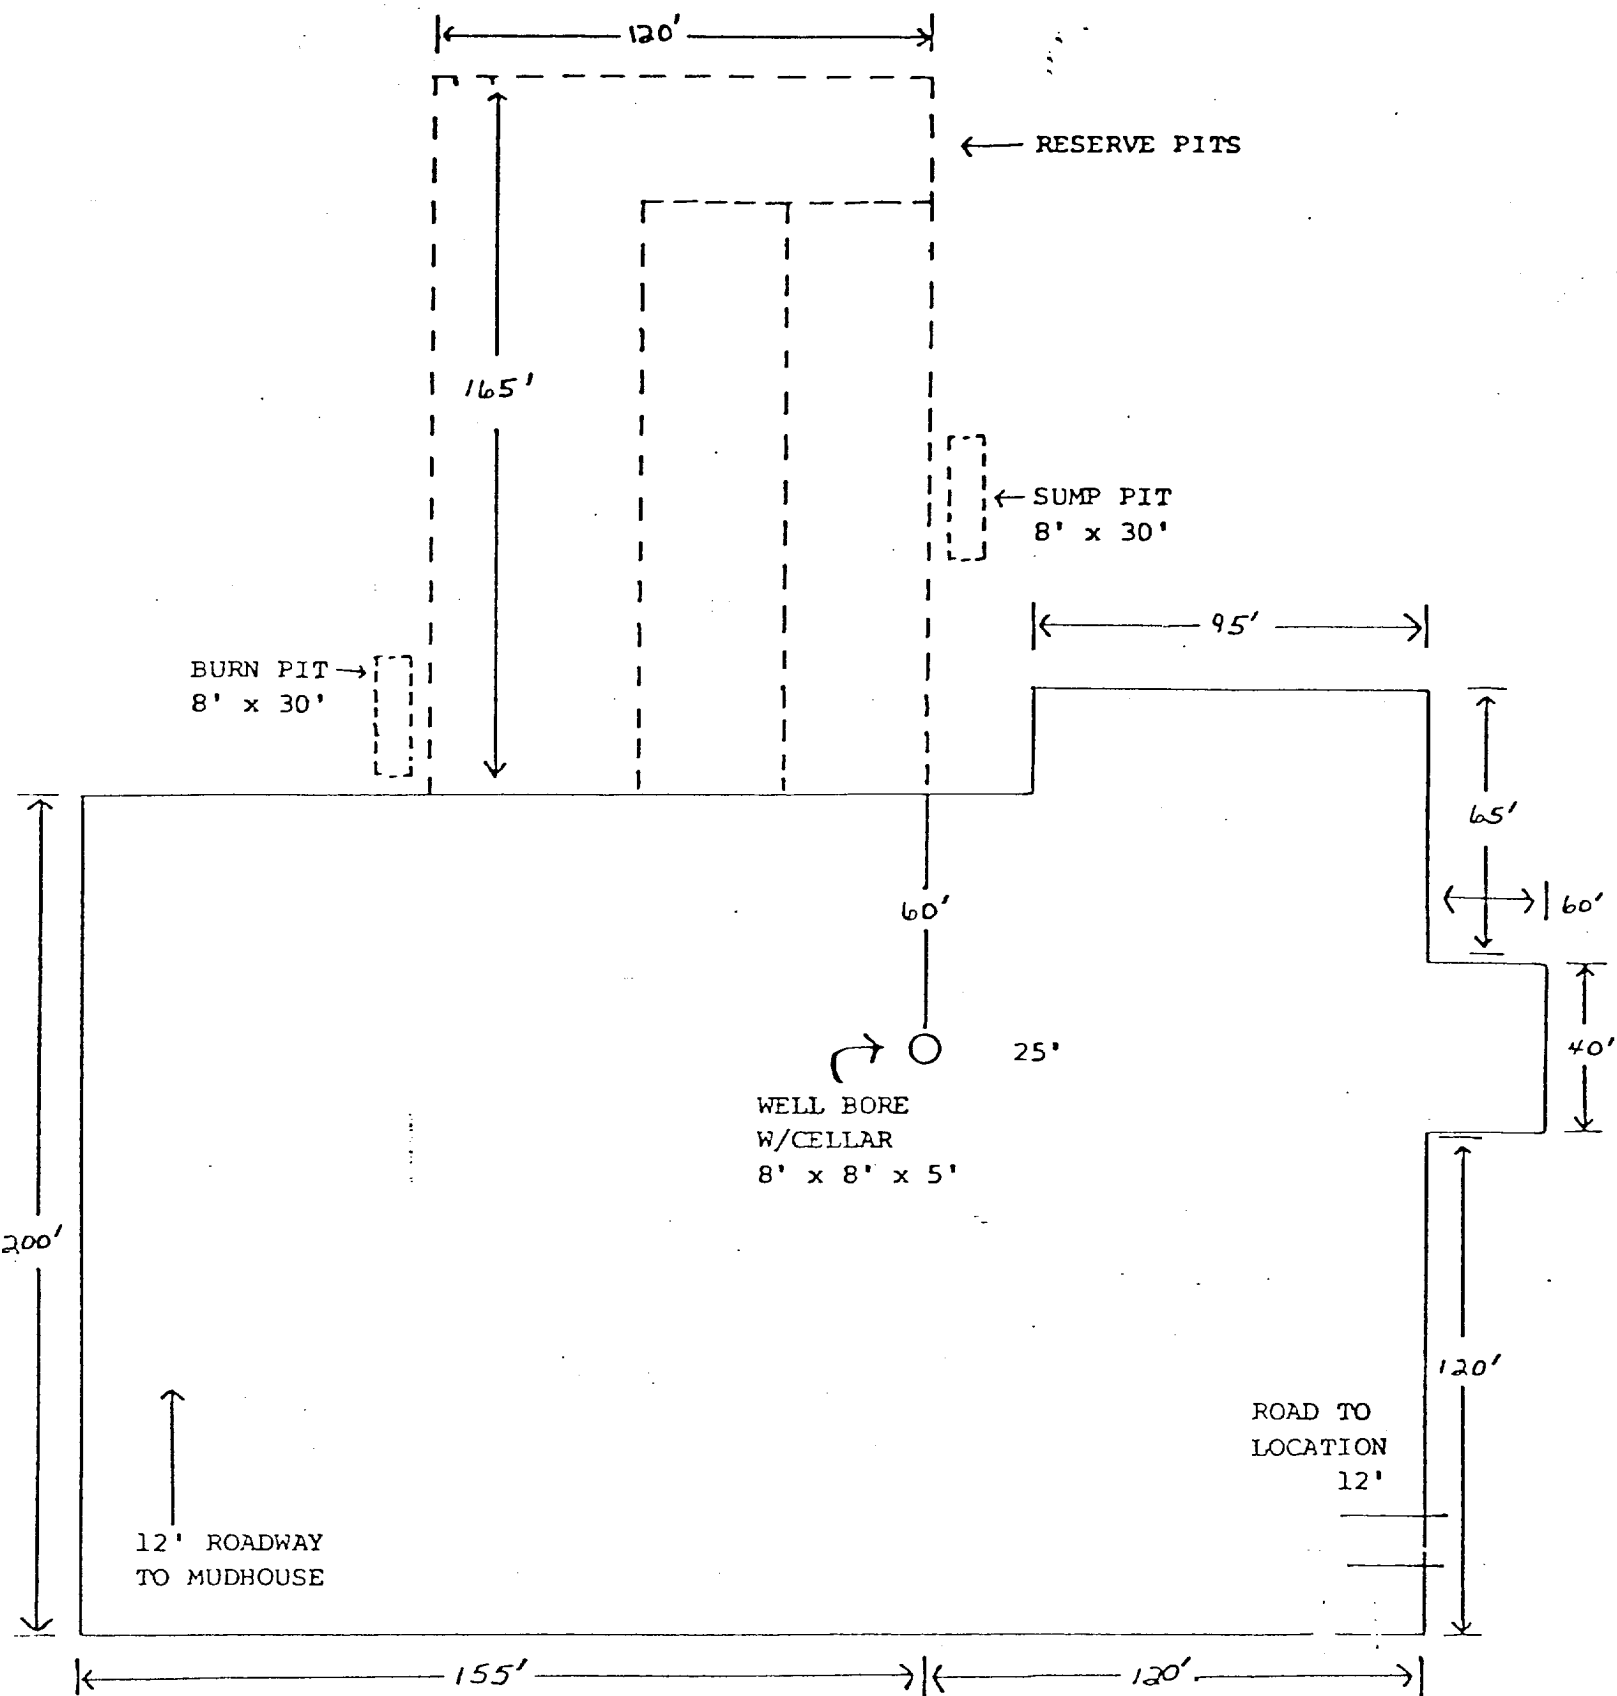 120'
RESERVE PITS
165'
SUMP PIT
8' x 30'
95'
BURN PIT
8' x 30'
65'
60'
60'
40'
25'
WELL BORE
W/CELLAR
8' x 8' x 5'
200'
120'
ROAD TO
LOCATION
12'
12' ROADWAY
TO MUDHOUSE
155'
120'